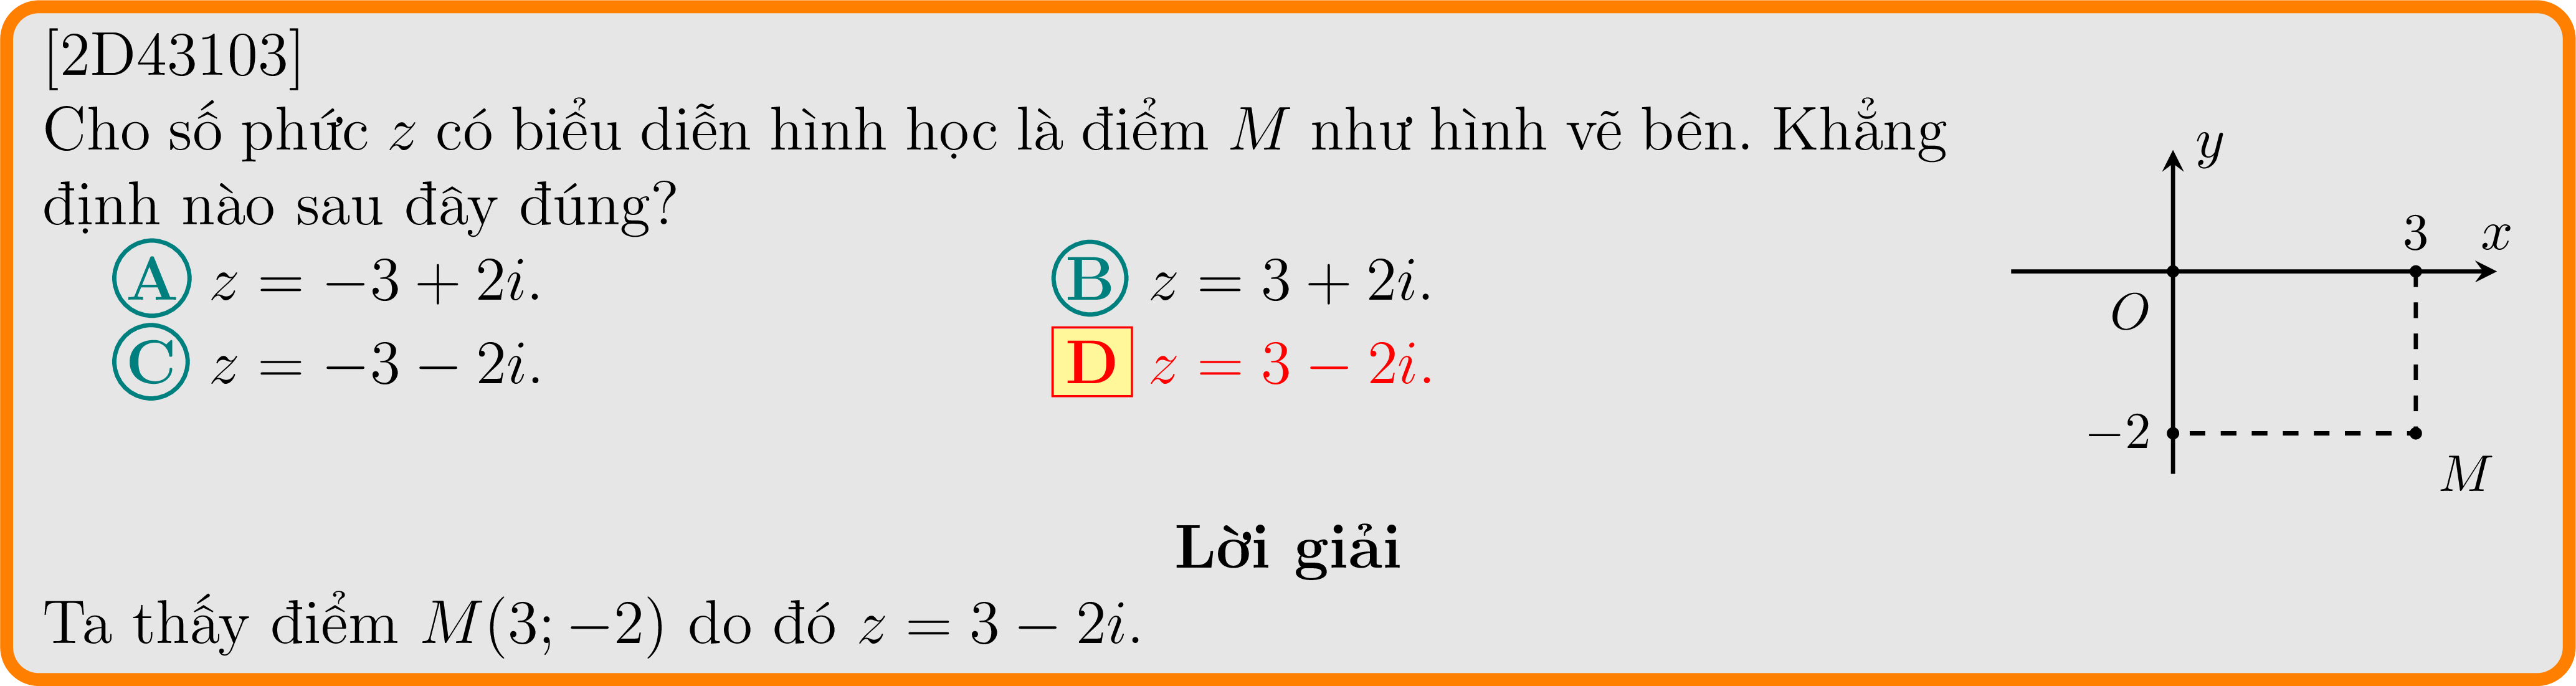 [2D43103]
Cho số phức z có biểu diễn hình học là điểm M như hình vẽ bên. Khẳng
định nào sau đây đúng?
A z = −3 + 2i.
B z = 3 + 2i.
C z = −3 − 2i.
D z = 3 − 2i.
y
3 x
O
−2
M
Lời giải
Ta thấy điểm M(3; −2) do đó z = 3 − 2i.